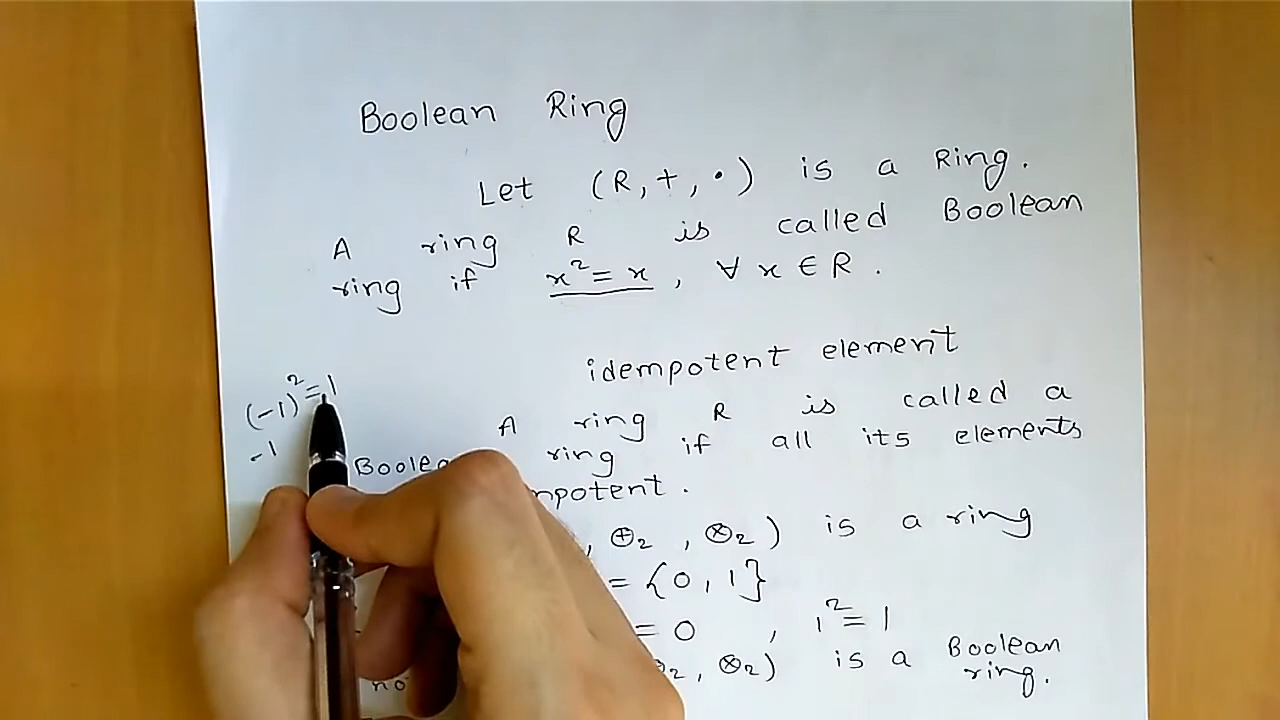 Boolean Ring
Let (R, +, •) is a Ring.
A ring R is called Boolean
ring if x² = x, ∀ x ∈ R.
idempotent element
(-1)² = 1
-1
A ring R is called a
ring if all its elements
, ⊕₂, ⊗₂) is a ring
= {0, 1}
= 0 , 1² = 1
₂, ⊗₂) is a Boolean
ring.